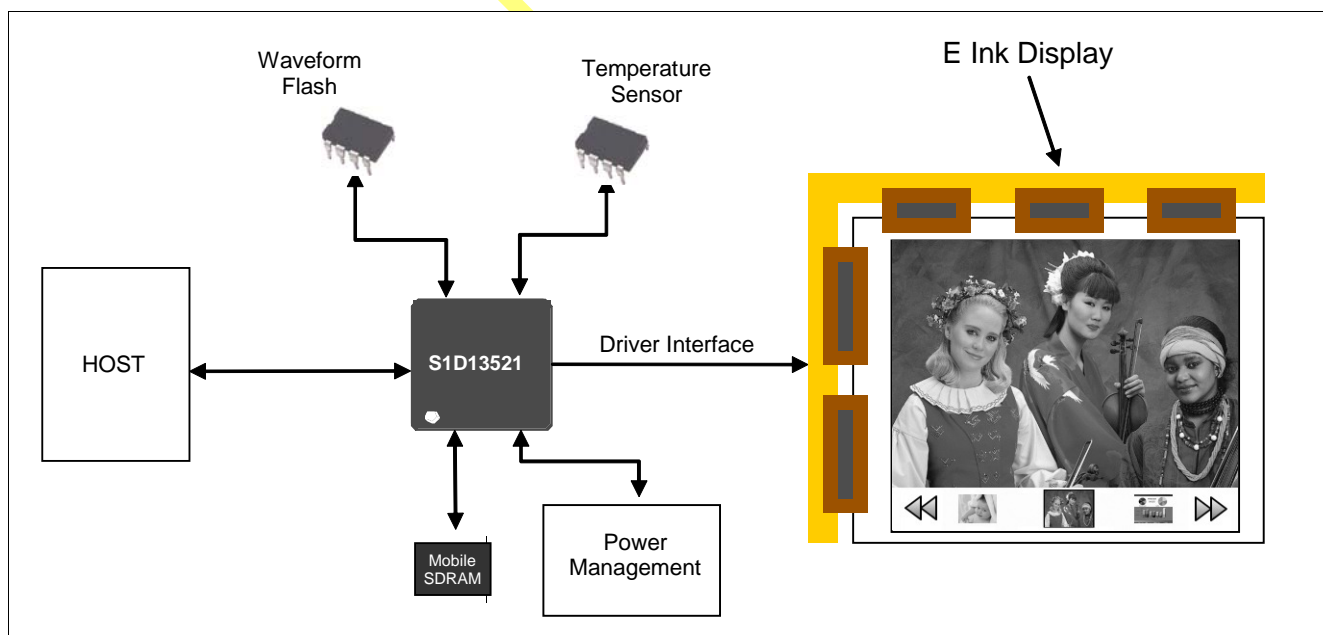 Waveform
Flash
Temperature
Sensor
E Ink Display
HOST
S1D13521
Driver Interface
Mobile
SDRAM
Power
Management